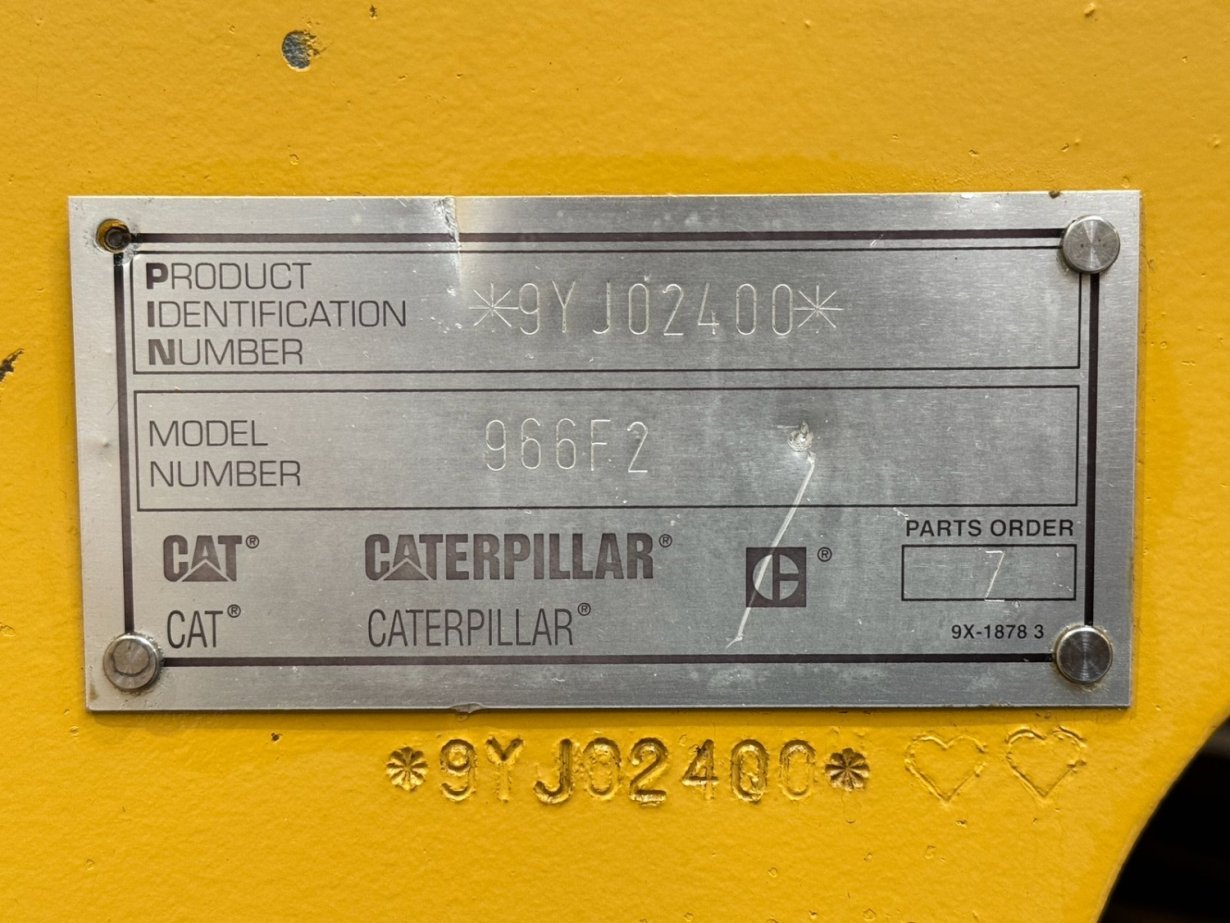 PRODUCT
IDENTIFICATION
NUMBER
*9YJ02400*
MODEL
NUMBER
966F2
CAT® CATERPILLAR® ®
PARTS ORDER
7
CAT® CATERPILLAR®
9X-1878 3
*9YJ02400* ♡♡